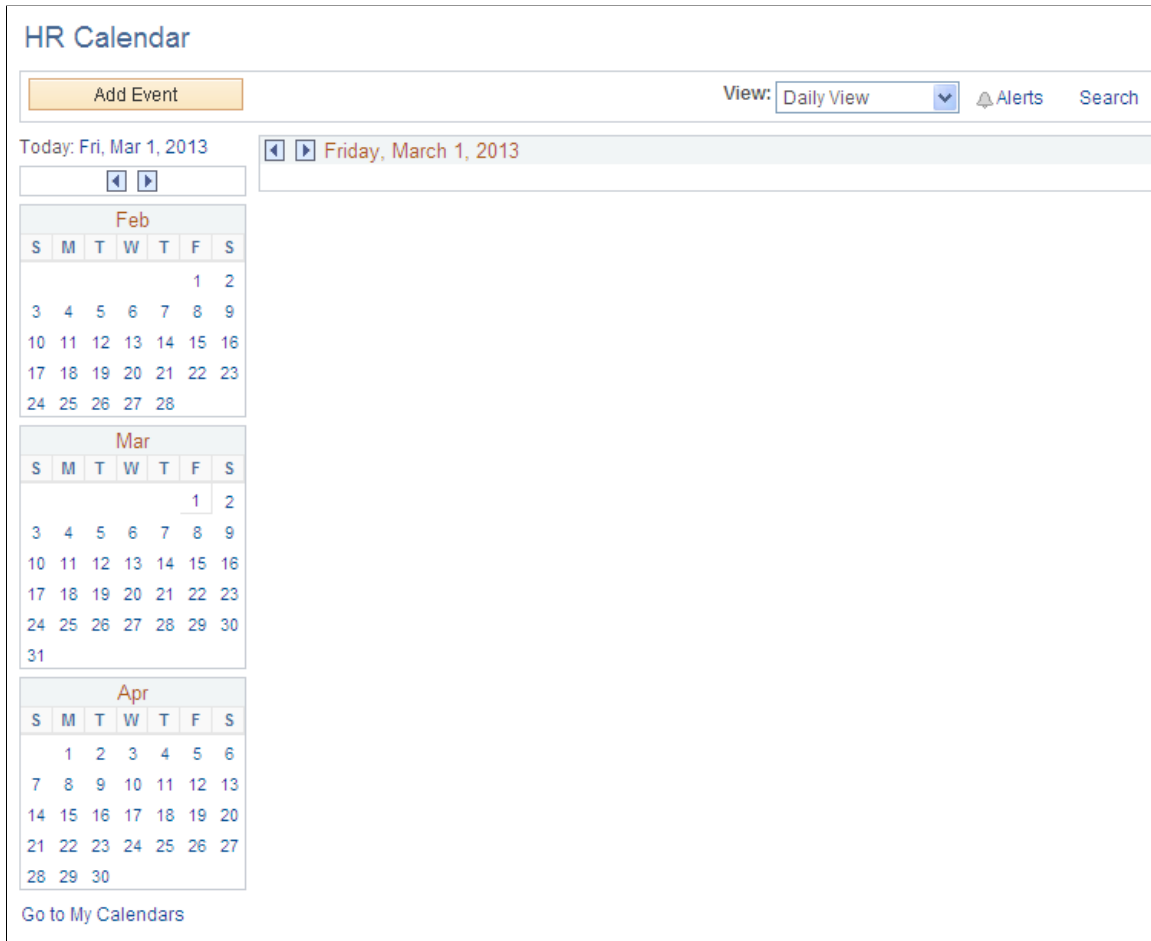 HR Calendar
Add Event
View: Daily View Alerts Search
Today: Fri, Mar 1, 2013
Friday, March 1, 2013
Feb
S M T W T F S
1 2
3 4 5 6 7 8 9
10 11 12 13 14 15 16
17 18 19 20 21 22 23
24 25 26 27 28
Mar
S M T W T F S
1 2
3 4 5 6 7 8 9
10 11 12 13 14 15 16
17 18 19 20 21 22 23
24 25 26 27 28 29 30
31
Apr
S M T W T F S
1 2 3 4 5 6
7 8 9 10 11 12 13
14 15 16 17 18 19 20
21 22 23 24 25 26 27
28 29 30
Go to My Calendars